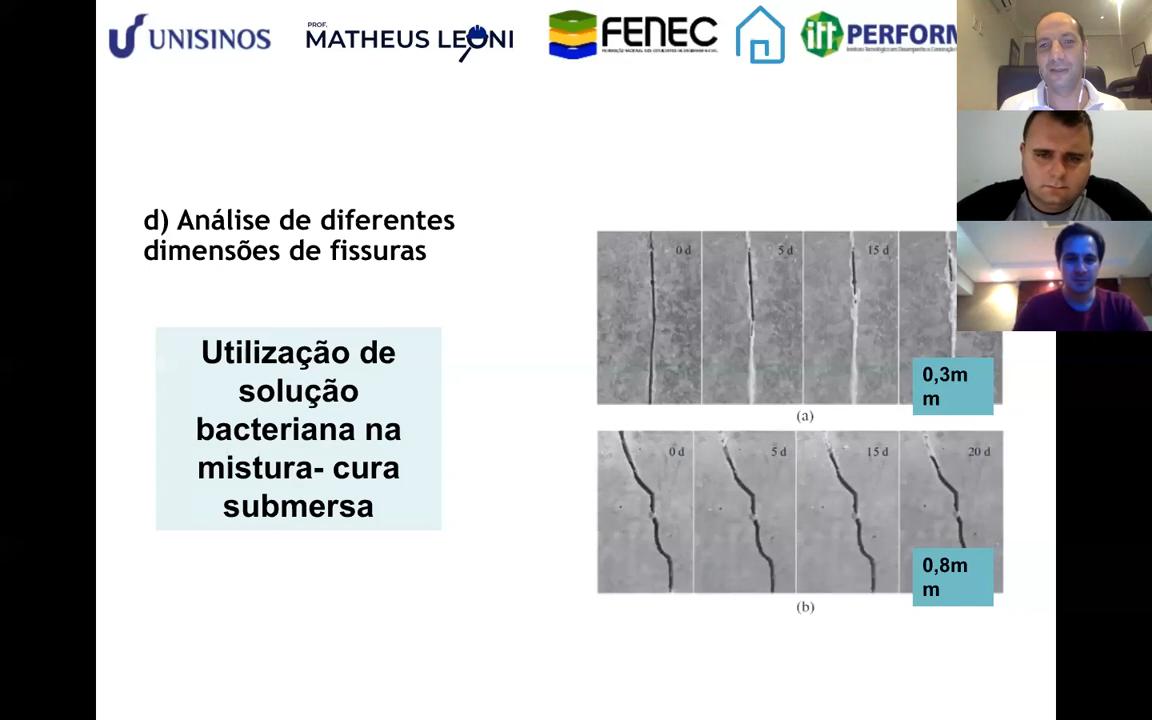 UNISINOS
PROF.
MATHEUS LEONI
FENEC
itt PERFORM
d) Análise de diferentes
dimensões de fissuras
Utilização de
solução
bacteriana na
mistura- cura
submersa
0 d
5 d
15 d
0,3m
m
(a)
0 d
5 d
15 d
20 d
0,8m
m
(b)